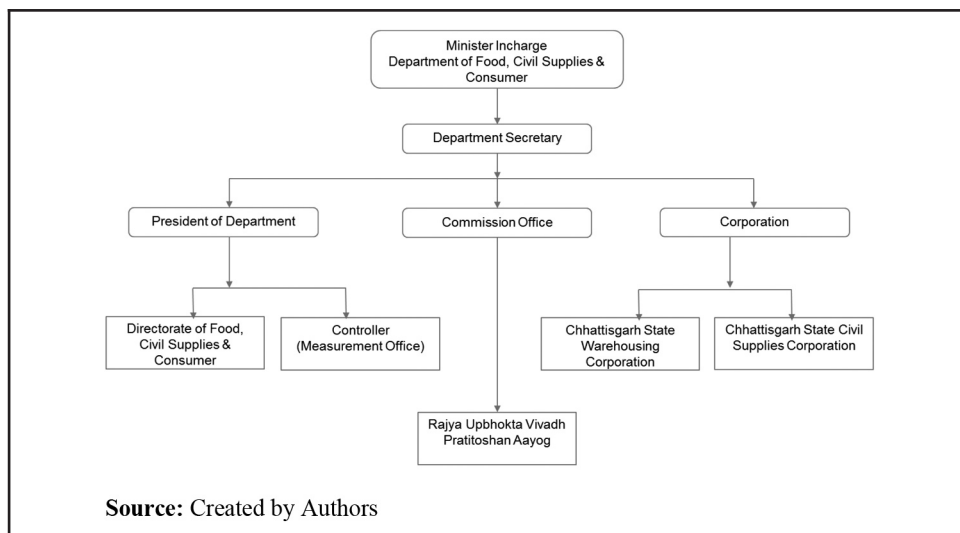 Minister Incharge
Department of Food, Civil Supplies &
Consumer
Department Secretary
President of Department
Commission Office
Corporation
Directorate of Food,
Civil Supplies &
Consumer
Controller
(Measurement Office)
Chhattisgarh State
Warehousing
Corporation
Chhattisgarh State Civil
Supplies Corporation
Rajya Upbhokta Vivadh
Pratitoshan Aayog
Source: Created by Authors